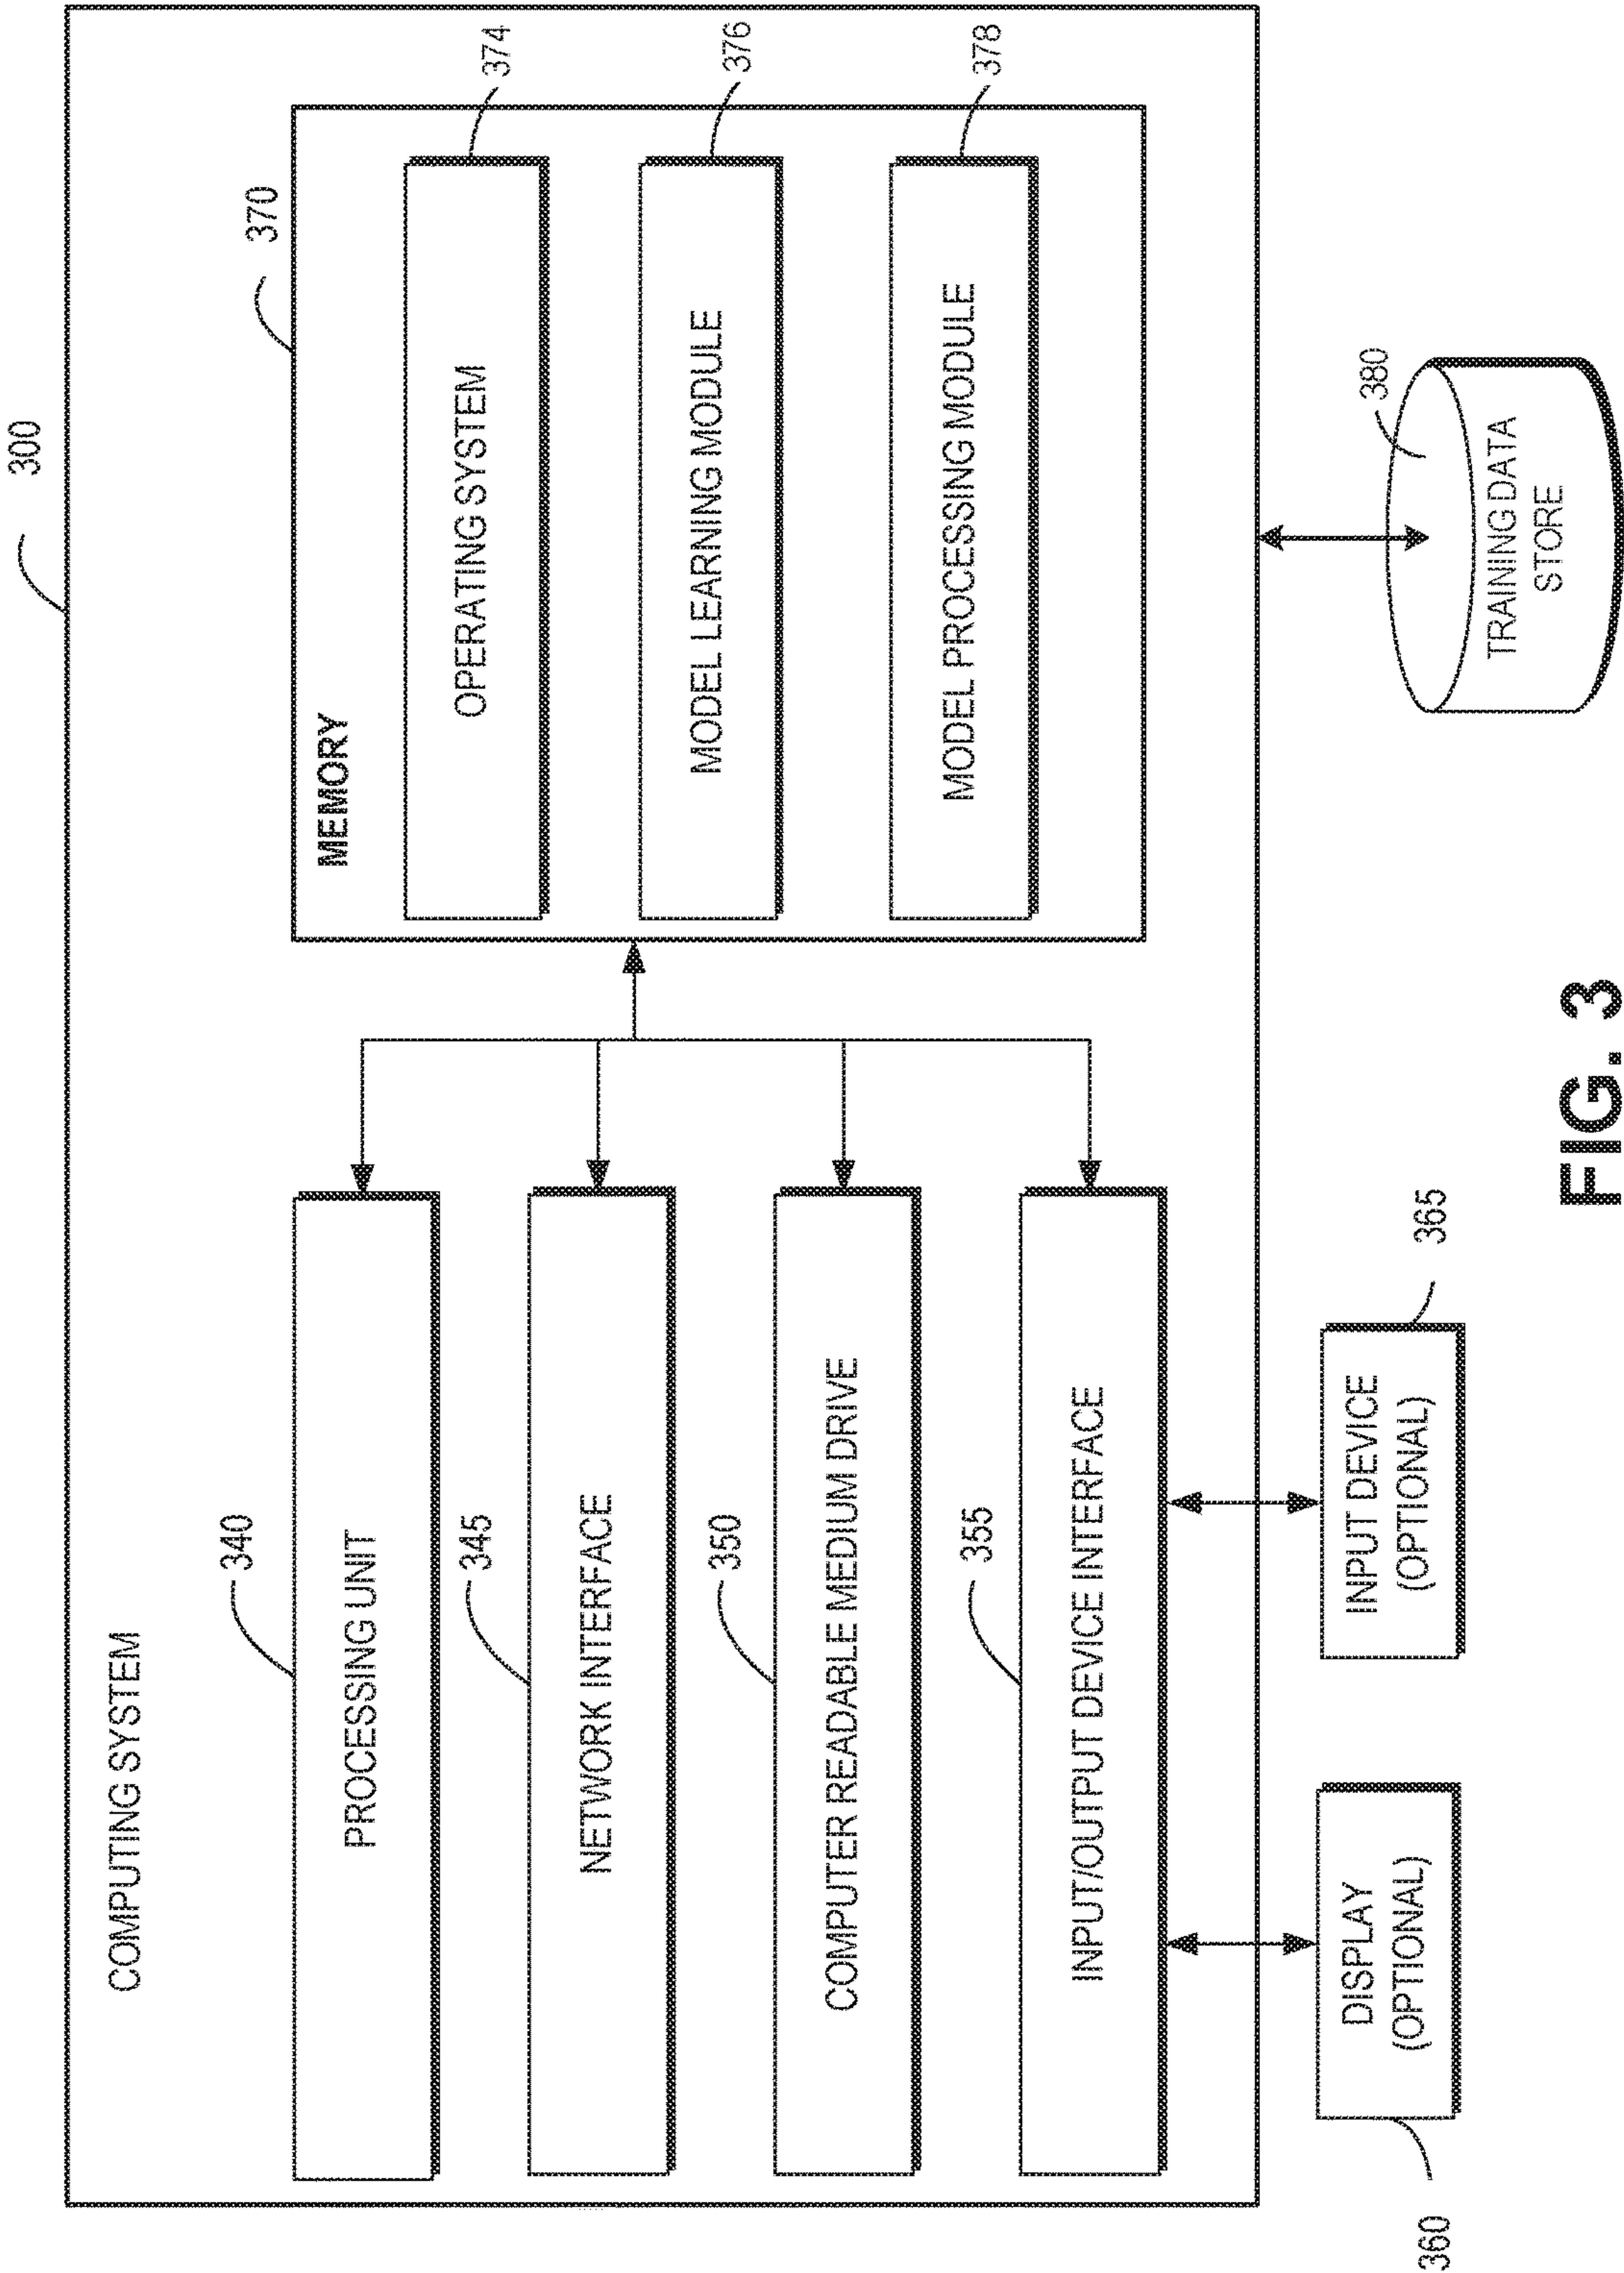 300
COMPUTING SYSTEM
340
PROCESSING UNIT
345
NETWORK INTERFACE
350
COMPUTER READABLE MEDIUM DRIVE
355
INPUT/OUTPUT DEVICE INTERFACE
370
MEMORY
374
OPERATING SYSTEM
376
MODEL LEARNING MODULE
378
MODEL PROCESSING MODULE
360
DISPLAY
(OPTIONAL)
365
INPUT DEVICE
(OPTIONAL)
380
TRAINING DATA
STORE
FIG. 3